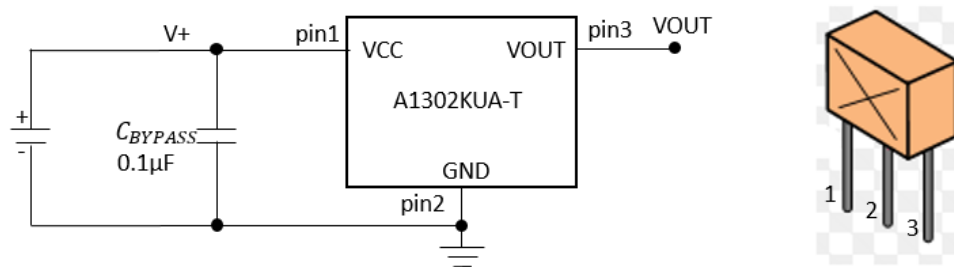 V+
pin1
VCC
VOUT
pin3
VOUT
+
-
C_BYPASS
0.1µF
A1302KUA-T
GND
pin2
1
2
3